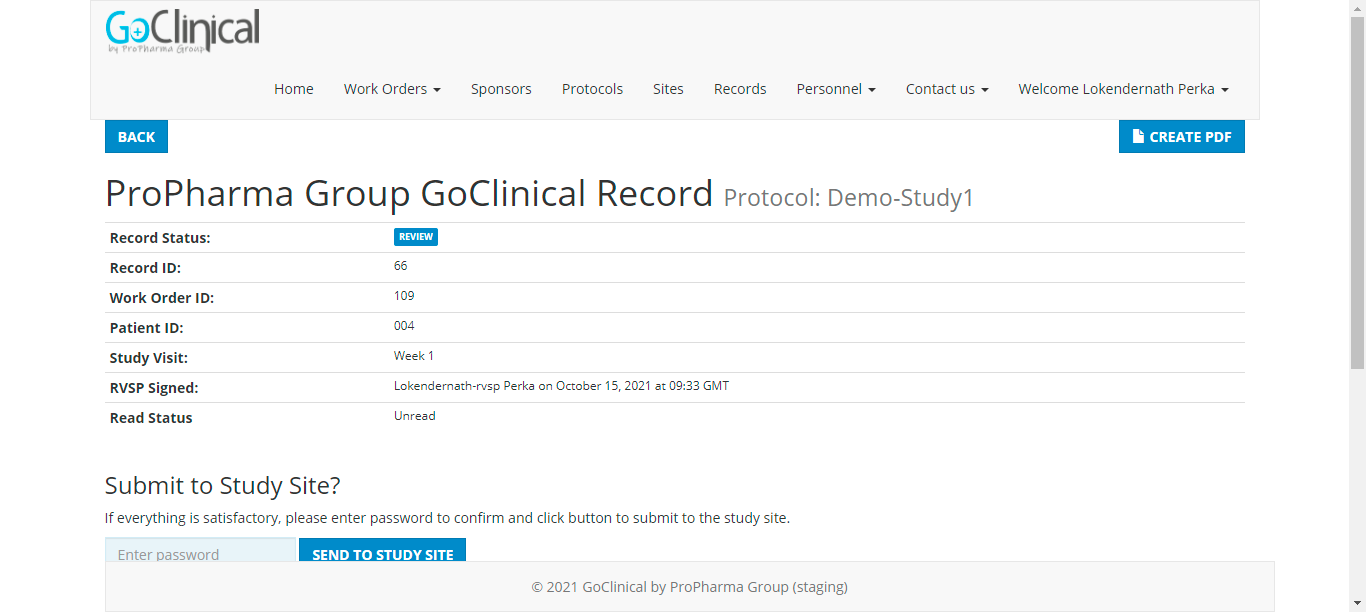 GoClinical
by ProPharma Group
Home Work Orders Sponsors Protocols Sites Records Personnel Contact us Welcome Lokendernath Perka
BACK CREATE PDF
ProPharma Group GoClinical Record Protocol: Demo-Study1
Record Status: REVIEW
Record ID: 66
Work Order ID: 109
Patient ID: 004
Study Visit: Week 1
RVSP Signed: Lokendernath-rvsp Perka on October 15, 2021 at 09:33 GMT
Read Status Unread
Submit to Study Site?
If everything is satisfactory, please enter password to confirm and click button to submit to the study site.
Enter password SEND TO STUDY SITE
© 2021 GoClinical by ProPharma Group (staging)